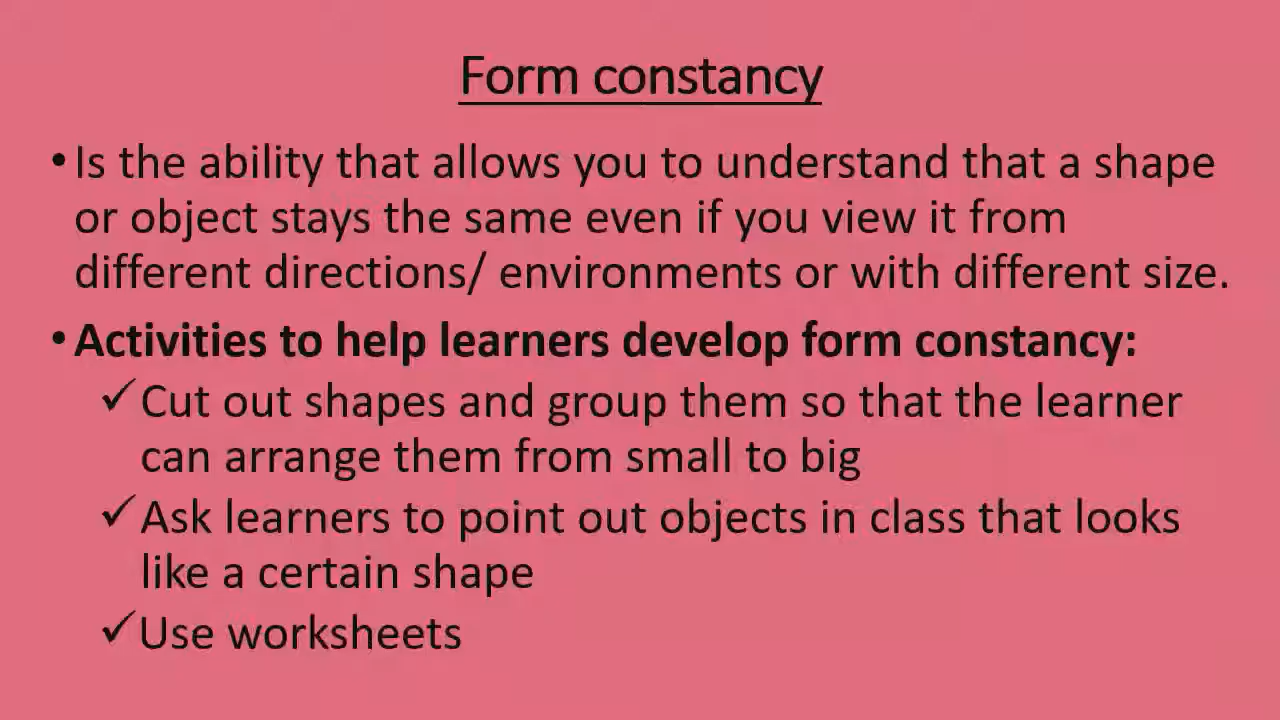 Form constancy
• Is the ability that allows you to understand that a shape
or object stays the same even if you view it from
different directions/ environments or with different size.
• Activities to help learners develop form constancy:
✓ Cut out shapes and group them so that the learner
can arrange them from small to big
✓ Ask learners to point out objects in class that looks
like a certain shape
✓ Use worksheets